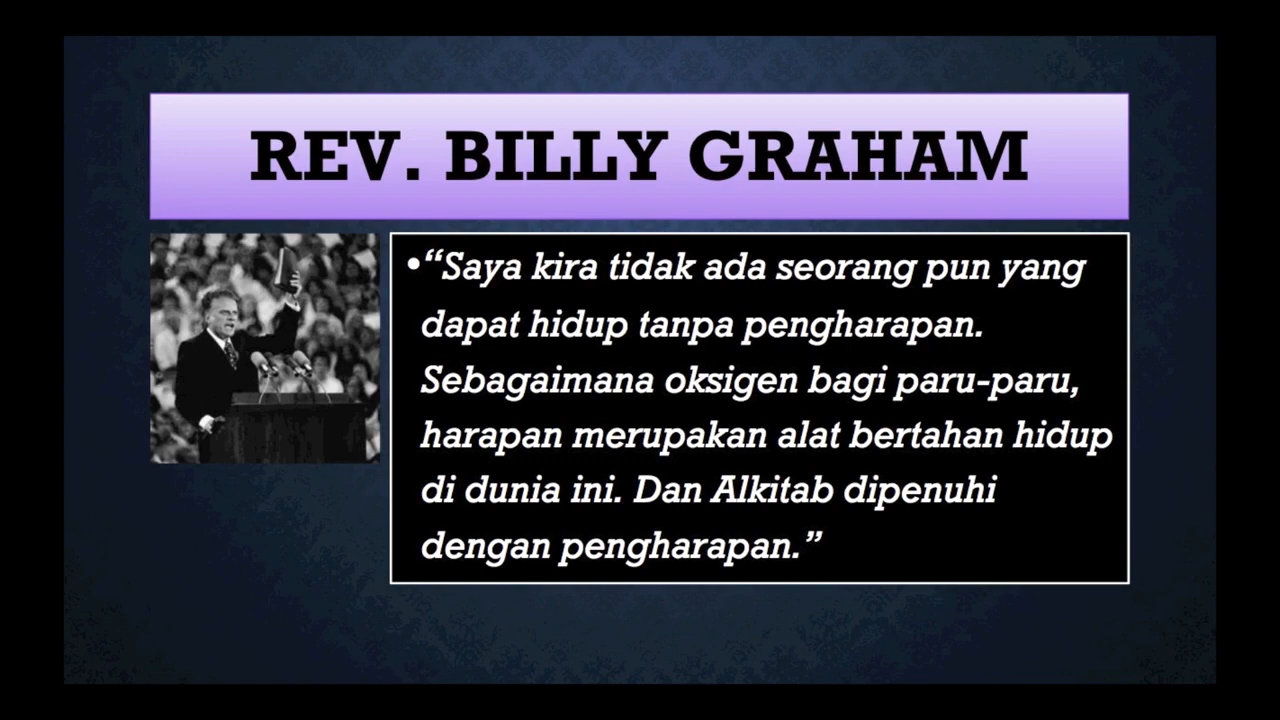 REV. BILLY GRAHAM
•“Saya kira tidak ada seorang pun yang
dapat hidup tanpa pengharapan.
Sebagaimana oksigen bagi paru-paru,
harapan merupakan alat bertahan hidup
di dunia ini. Dan Alkitab dipenuhi
dengan pengharapan.”